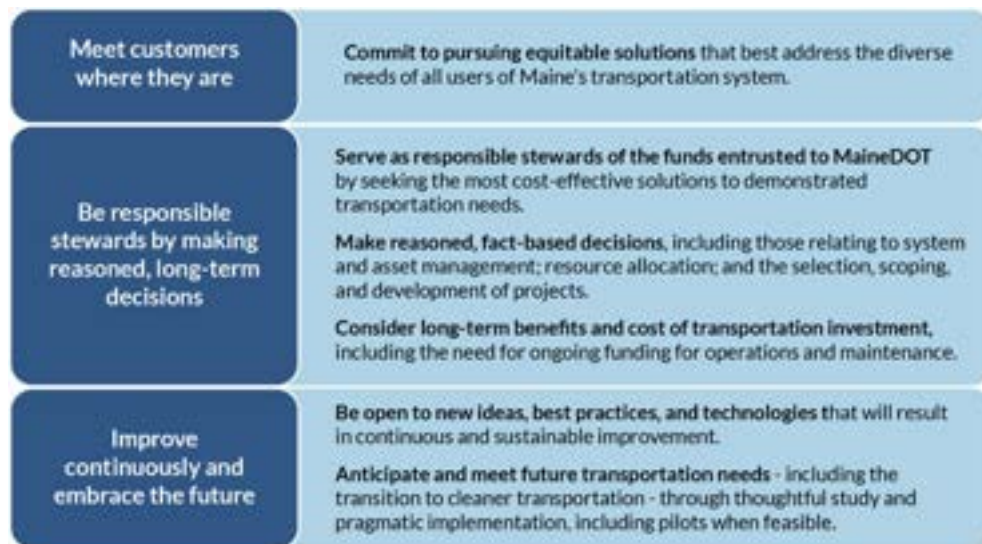 Meet customers
where they are
Commit to pursuing equitable solutions that best address the diverse
needs of all users of Maine's transportation system.
Be responsible
stewards by making
reasoned, long-term
decisions
Serve as responsible stewards of the funds entrusted to MaineDOT
by seeking the most cost-effective solutions to demonstrated
transportation needs.
Make reasoned, fact-based decisions, including those relating to system
and asset management; resource allocation; and the selection, scoping,
and development of projects.
Consider long-term benefits and cost of transportation investment,
including the need for ongoing funding for operations and maintenance.
Improve
continuously and
embrace the future
Be open to new ideas, best practices, and technologies that will result
in continuous and sustainable improvement.
Anticipate and meet future transportation needs - including the
transition to cleaner transportation - through thoughtful study and
pragmatic implementation, including pilots when feasible.